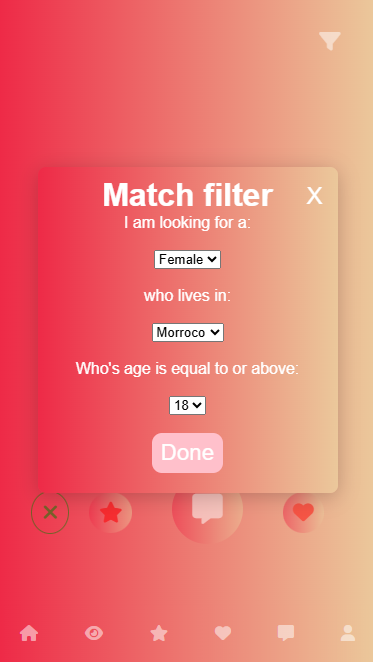 Match filter
X
I am looking for a:
Female
who lives in:
Morroco
Who's age is equal to or above:
18
Done